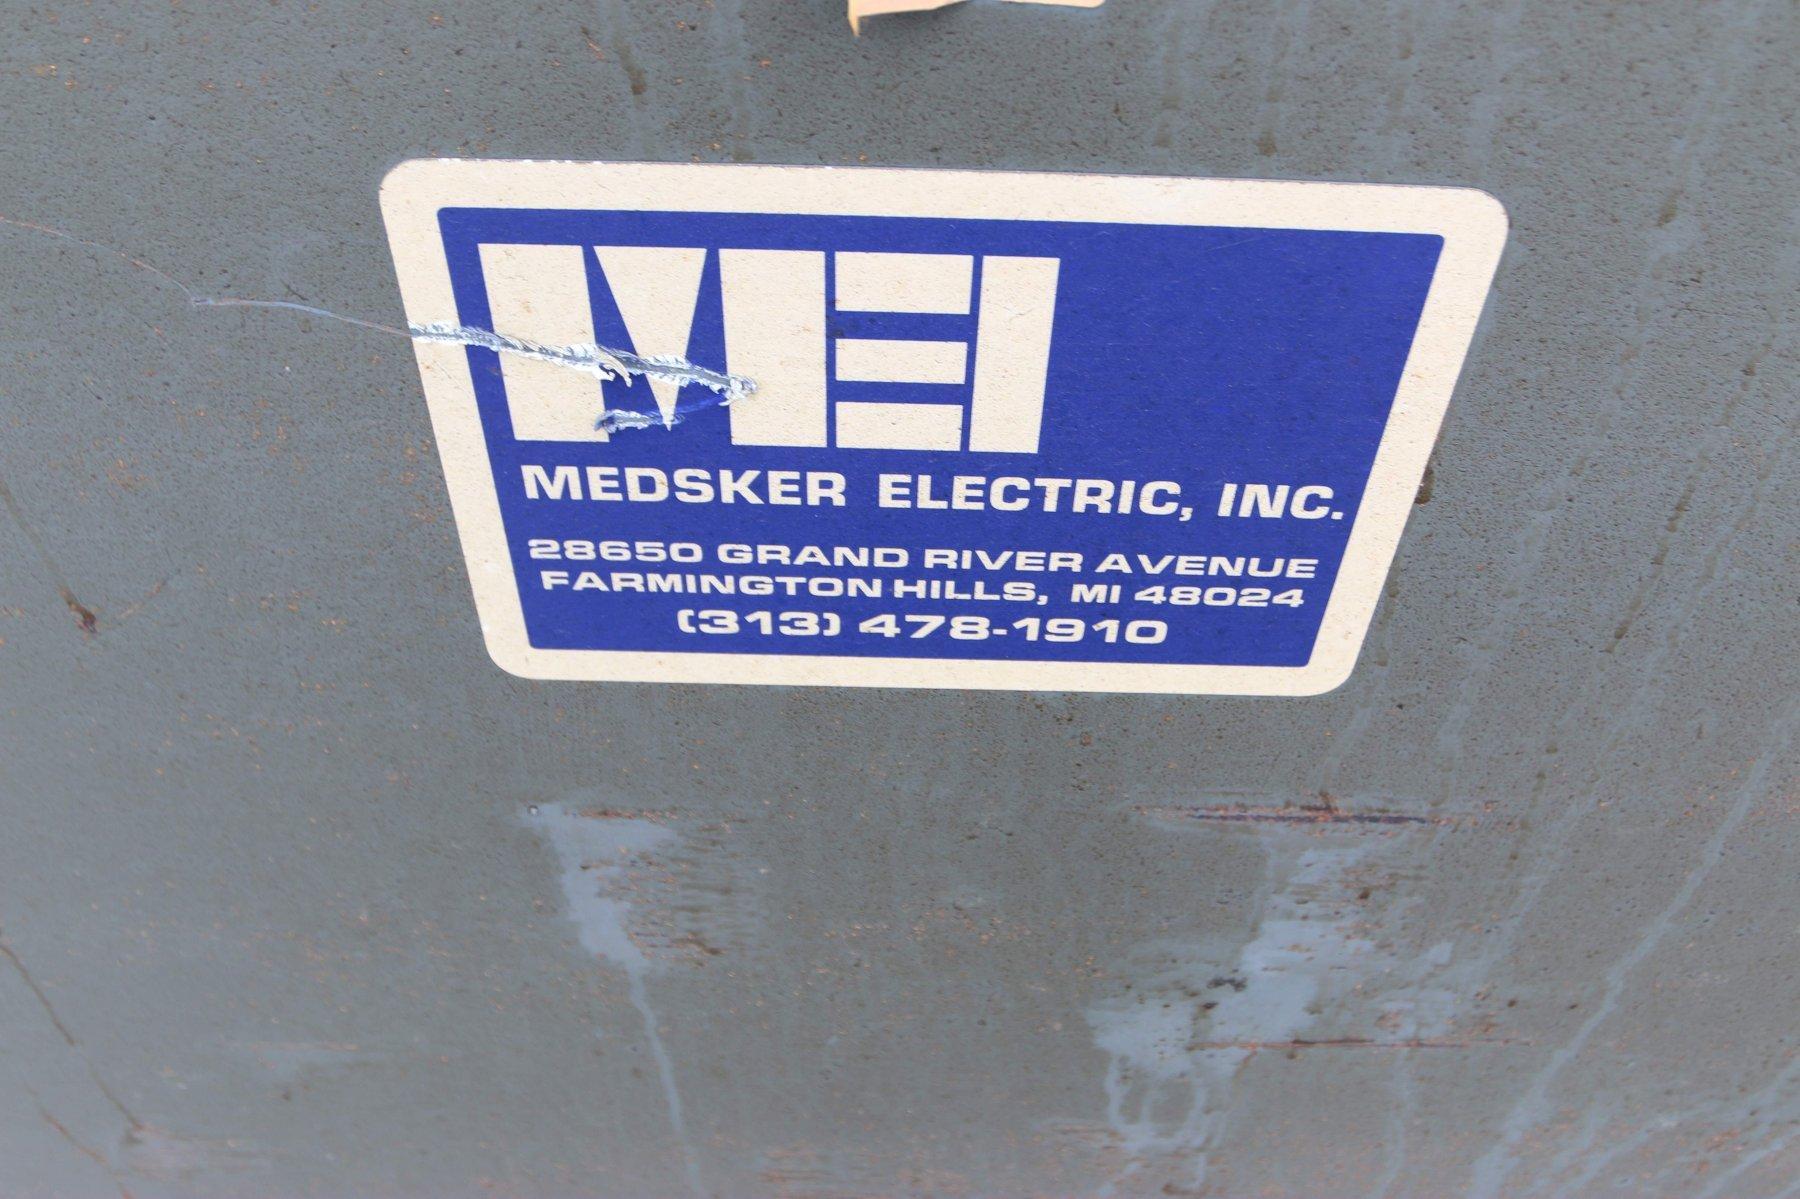 MEI
MEDSKER ELECTRIC, INC.
28650 GRAND RIVER AVENUE
FARMINGTON HILLS, MI 48024
(313) 478-1910